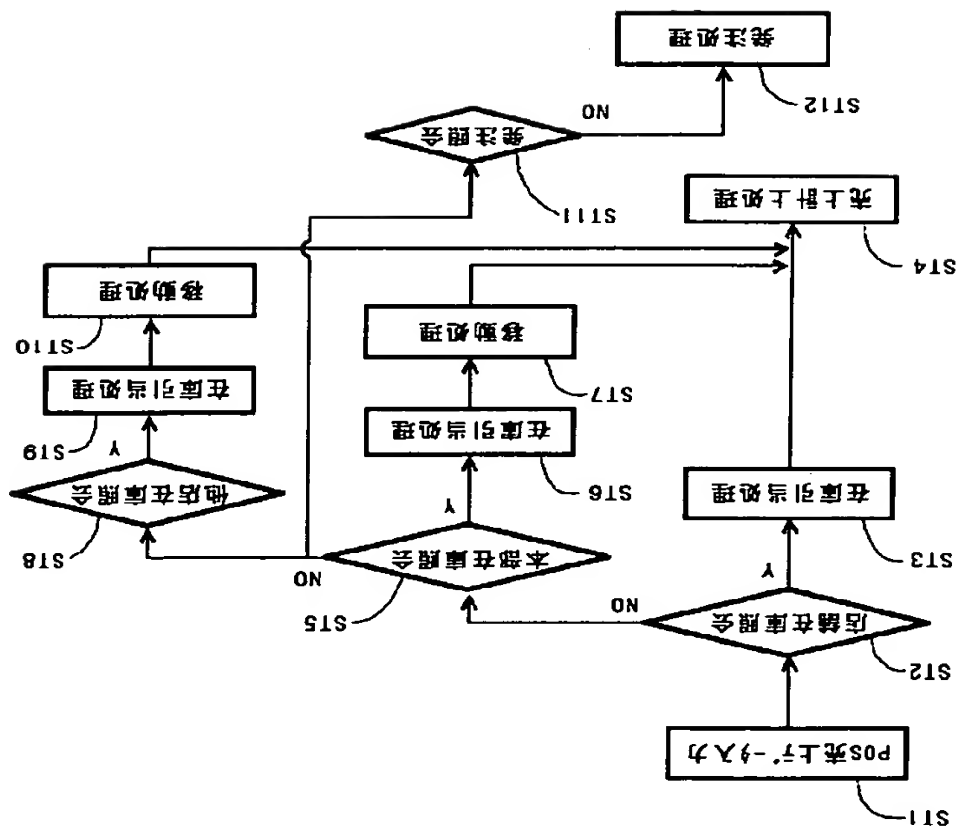 ST1
POS売上ﾃﾞｰﾀ入力
ST2
店舗在庫照会
Y
NO
ST3
在庫引当処理
ST4
売上計上処理
ST5
本部在庫照会
Y
NO
ST6
在庫引当処理
ST7
移動処理
ST8
他店在庫照会
Y
ST9
在庫引当処理
ST10
移動処理
ST11
発注照会
NO
ST12
発注処理